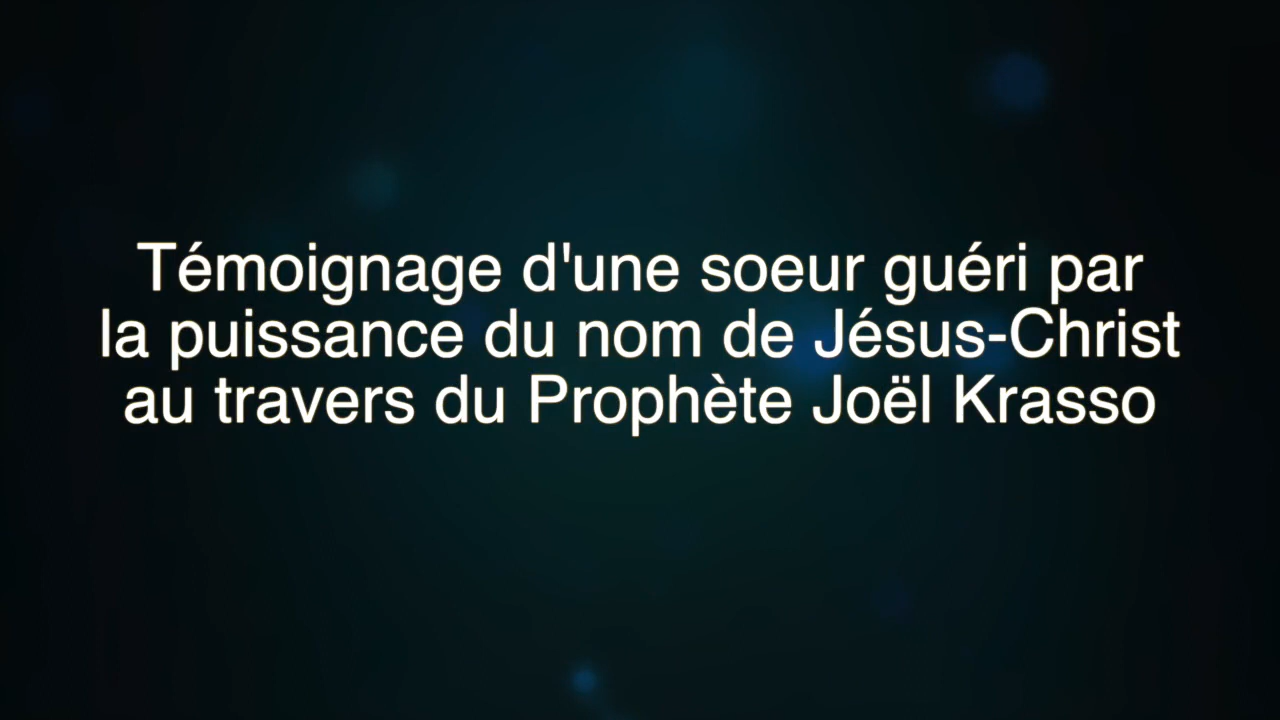 Témoignage d'une soeur guéri par
la puissance du nom de Jésus-Christ
au travers du Prophète Joël Krasso